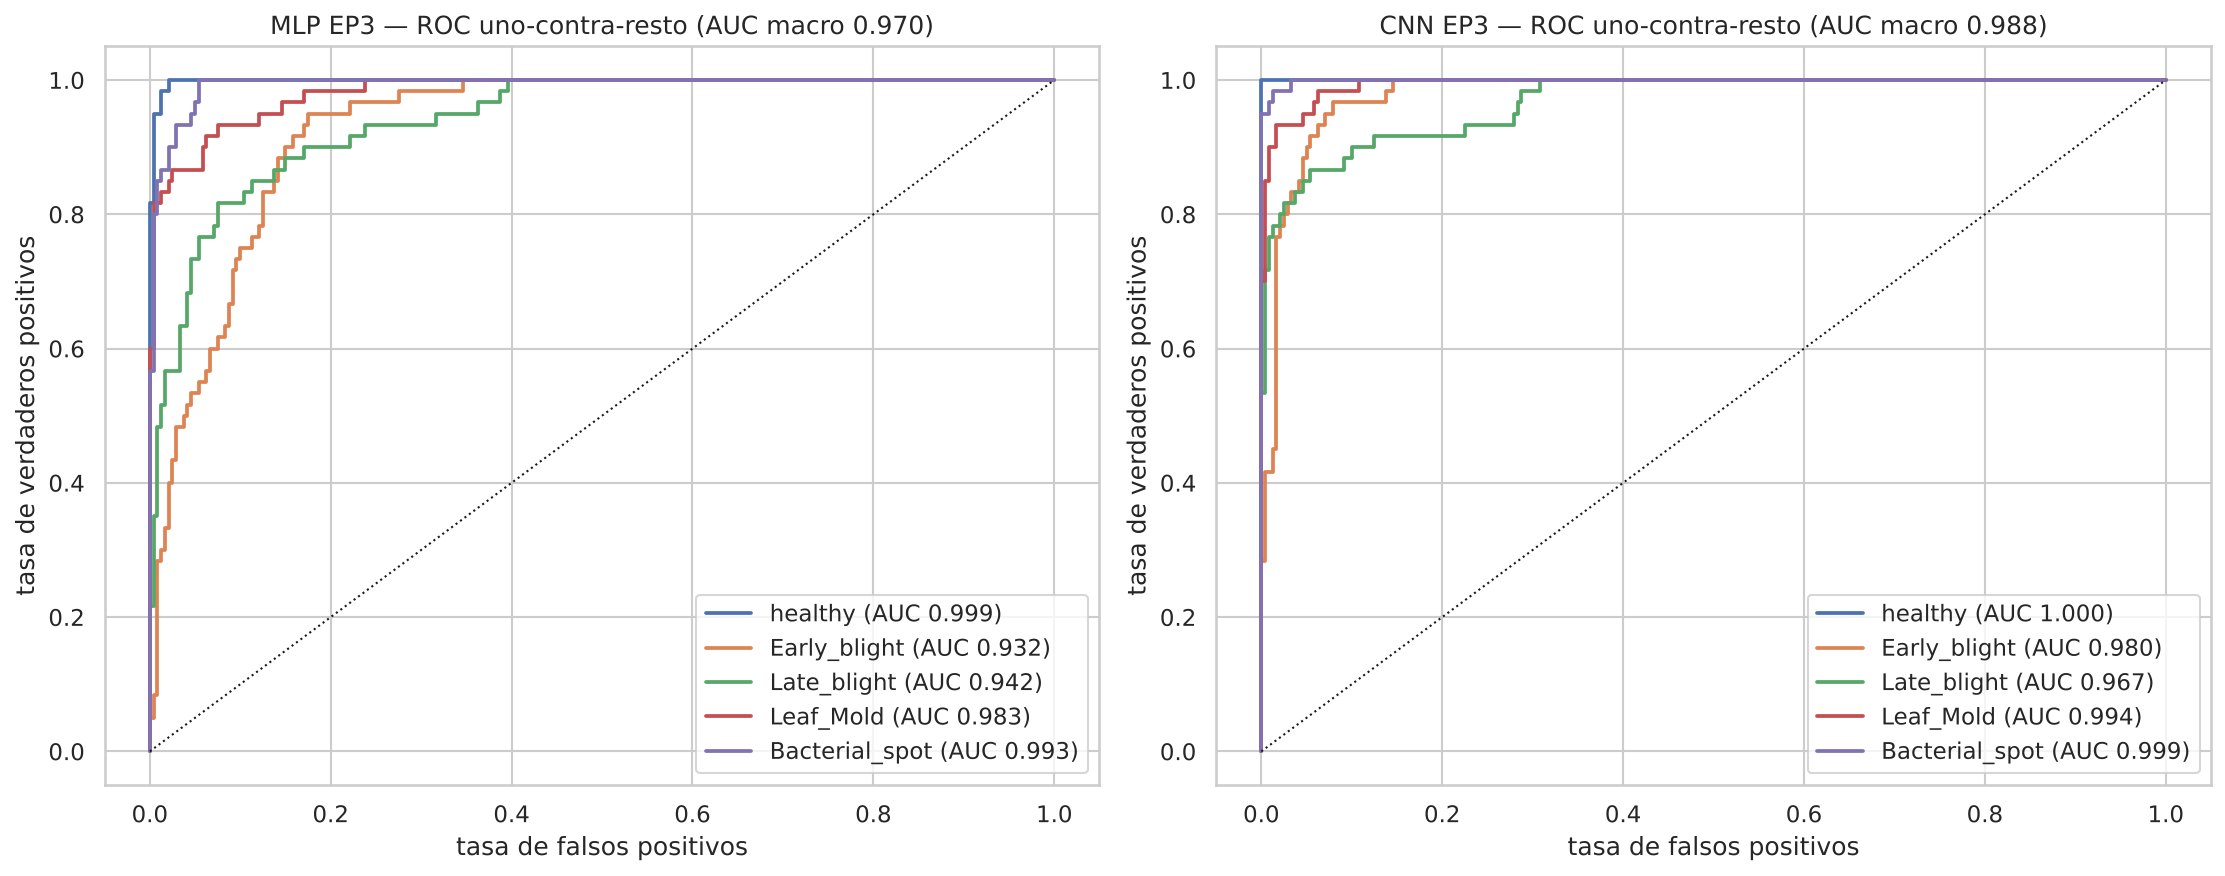 MLP EP3 — ROC uno-contra-resto (AUC macro 0.970)
1.0
0.8
0.6
0.4
0.2
0.0
tasa de verdaderos positivos
healthy (AUC 0.999)
Early_blight (AUC 0.932)
Late_blight (AUC 0.942)
Leaf_Mold (AUC 0.983)
Bacterial_spot (AUC 0.993)
0.0 0.2 0.4 0.6 0.8 1.0
tasa de falsos positivos
CNN EP3 — ROC uno-contra-resto (AUC macro 0.988)
1.0
0.8
0.6
0.4
0.2
0.0
tasa de verdaderos positivos
healthy (AUC 1.000)
Early_blight (AUC 0.980)
Late_blight (AUC 0.967)
Leaf_Mold (AUC 0.994)
Bacterial_spot (AUC 0.999)
0.0 0.2 0.4 0.6 0.8 1.0
tasa de falsos positivos